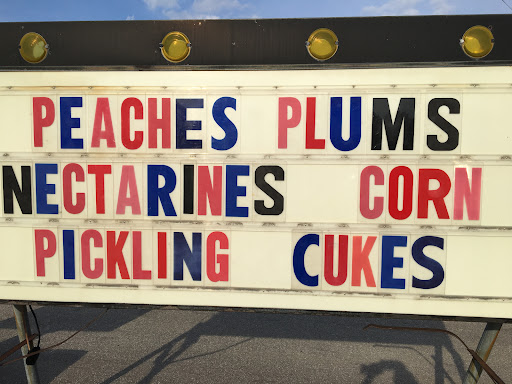 PEACHES PLUMS
NECTARINES CORN
PICKLING CUKES